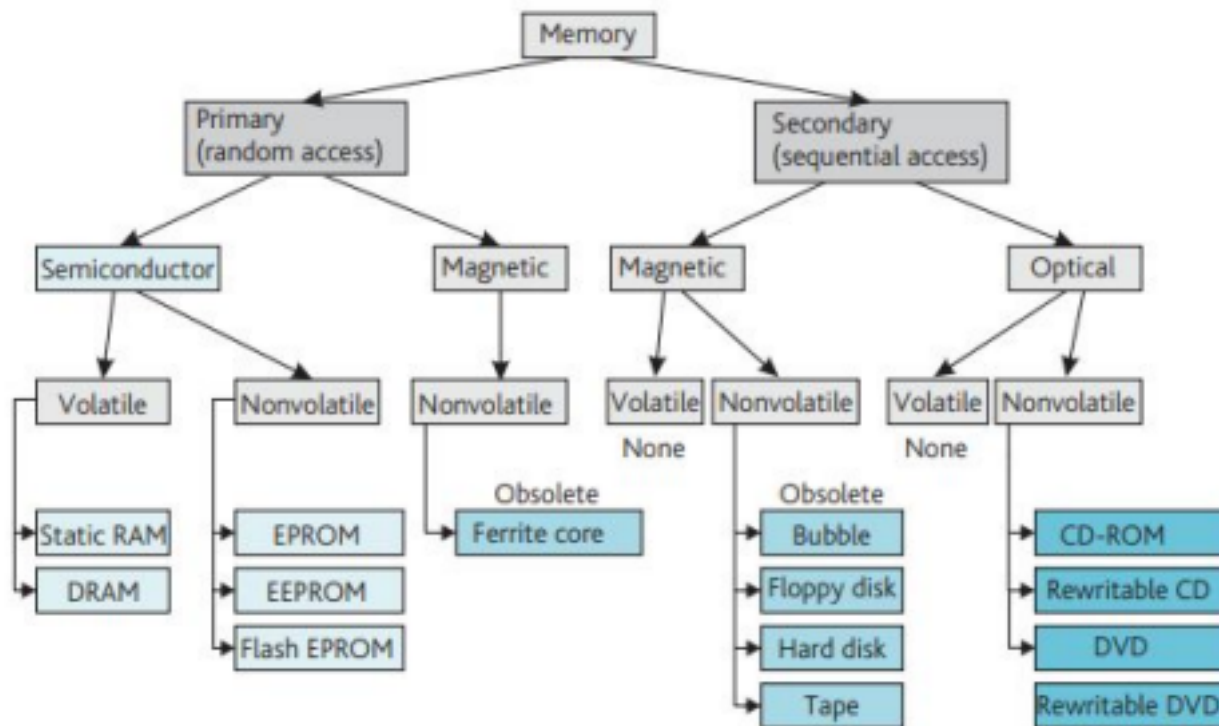 Memory
Primary
(random access)
Secondary
(sequential access)
Semiconductor
Magnetic
Magnetic
Optical
Volatile
Nonvolatile
Nonvolatile
Volatile
Nonvolatile
Volatile
Nonvolatile
None
None
Obsolete
Obsolete
Static RAM
EPROM
Ferrite core
Bubble
CD-ROM
DRAM
EEPROM
Floppy disk
Rewritable CD
Flash EPROM
Hard disk
DVD
Tape
Rewritable DVD